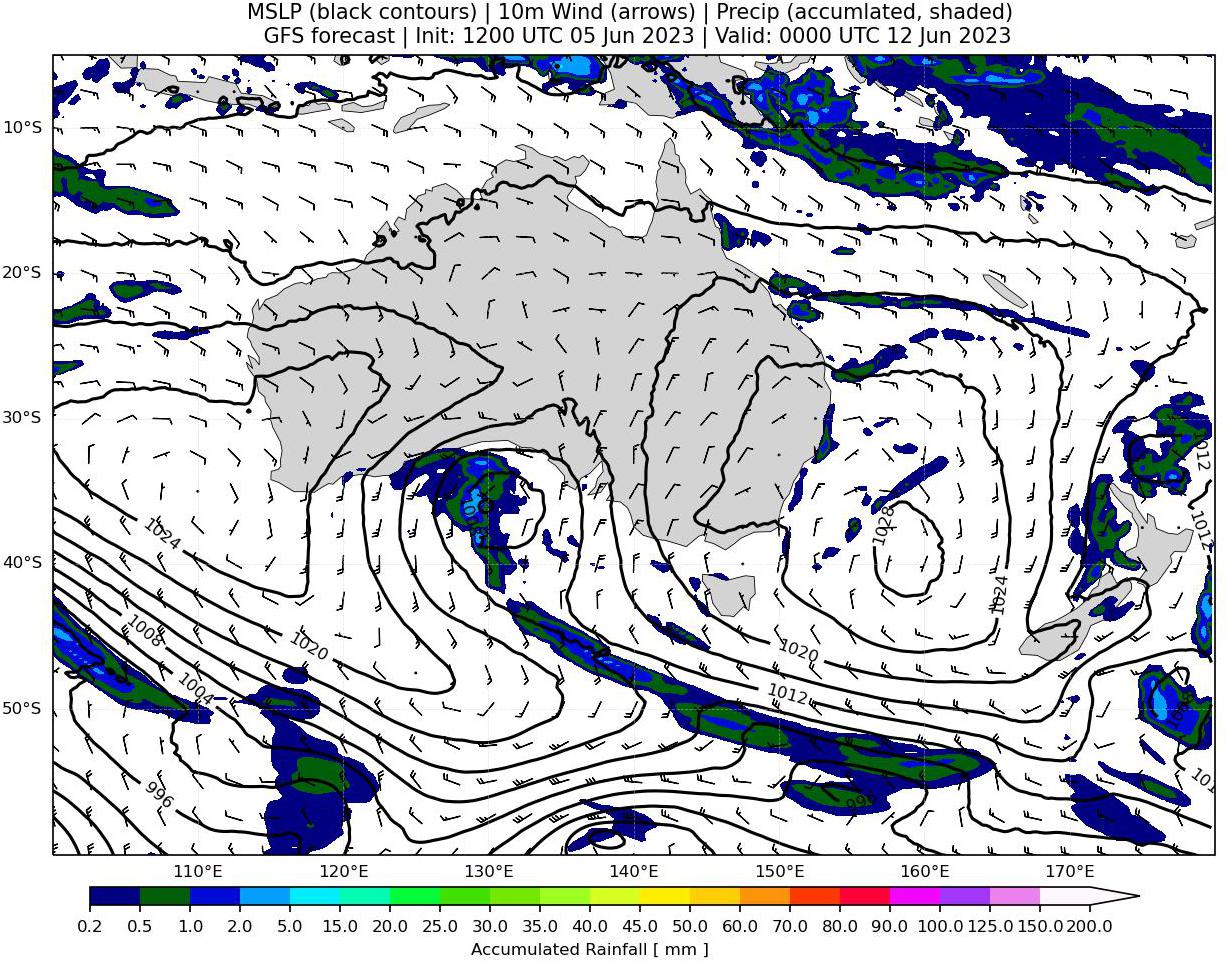 MSLP (black contours) | 10m Wind (arrows) | Precip (accumlated, shaded)
GFS forecast | Init: 1200 UTC 05 Jun 2023 | Valid: 0000 UTC 12 Jun 2023
10°S
20°S
30°S
1012
1028
1012
1024
40°S
1024
1008
1020
1020
1012
1004
50°S
996
110°E
120°E
130°E
140°E
150°E
160°E
170°E
0.2
0.5
1.0
2.0
5.0
10.0
15.0
20.0
25.0
30.0
35.0
40.0
45.0
50.0
60.0
70.0
80.0
90.0
100.0
125.0
150.0
200.0
Accumulated Rainfall [ mm ]